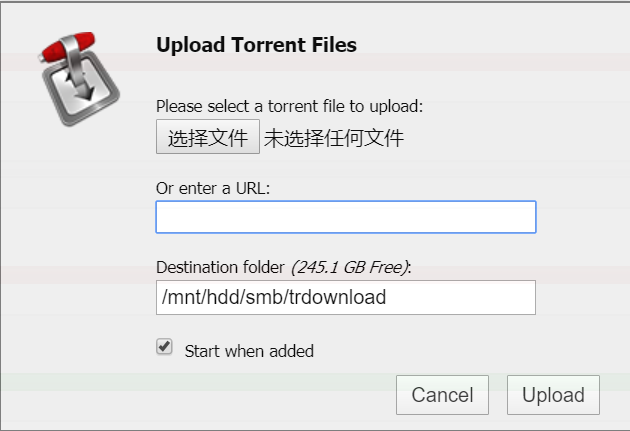 Upload Torrent Files
Please select a torrent file to upload:
选择文件 未选择任何文件
Or enter a URL:
Destination folder (245.1 GB Free):
/mnt/hdd/smb/trdownload
Start when added
Cancel Upload